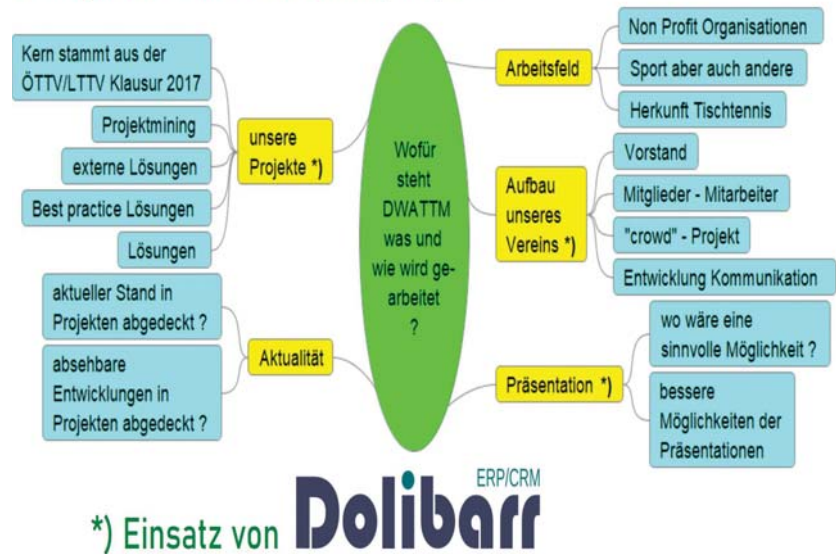 Wofür
steht
DWATTM
was und
wie wird ge-
arbeitet
?
unsere
Projekte *)
Kern stammt aus der
ÖTTV/LTTV Klausur 2017
Projektmining
externe Lösungen
Best practice Lösungen
Lösungen
Aktualität
aktueller Stand in
Projekten abgedeckt ?
absehbare
Entwicklungen in
Projekten abgedeckt ?
Arbeitsfeld
Non Profit Organisationen
Sport aber auch andere
Herkunft Tischtennis
Aufbau
unseres
Vereins *)
Vorstand
Mitglieder - Mitarbeiter
"crowd" - Projekt
Entwicklung Kommunikation
Präsentation *)
wo wäre eine
sinnvolle Möglichkeit ?
bessere
Möglichkeiten der
Präsentationen
*) Einsatz von Dolibarr ERP/CRM